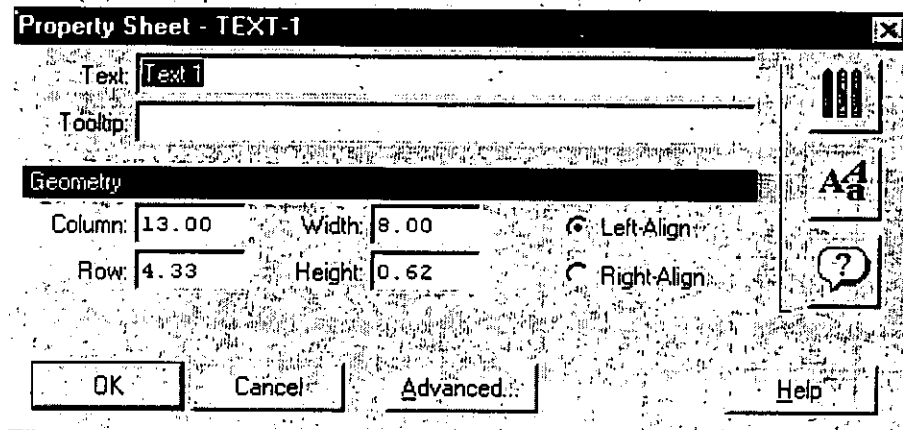 Property Sheet - TEXT-1
Text: Text 1
Tooltip:
Geometry
Column: 13.00 Width: 8.00 Left-Align
Row: 4.33 Height: 0.62 Right-Align
AAa
?
OK Cancel Advanced... Help